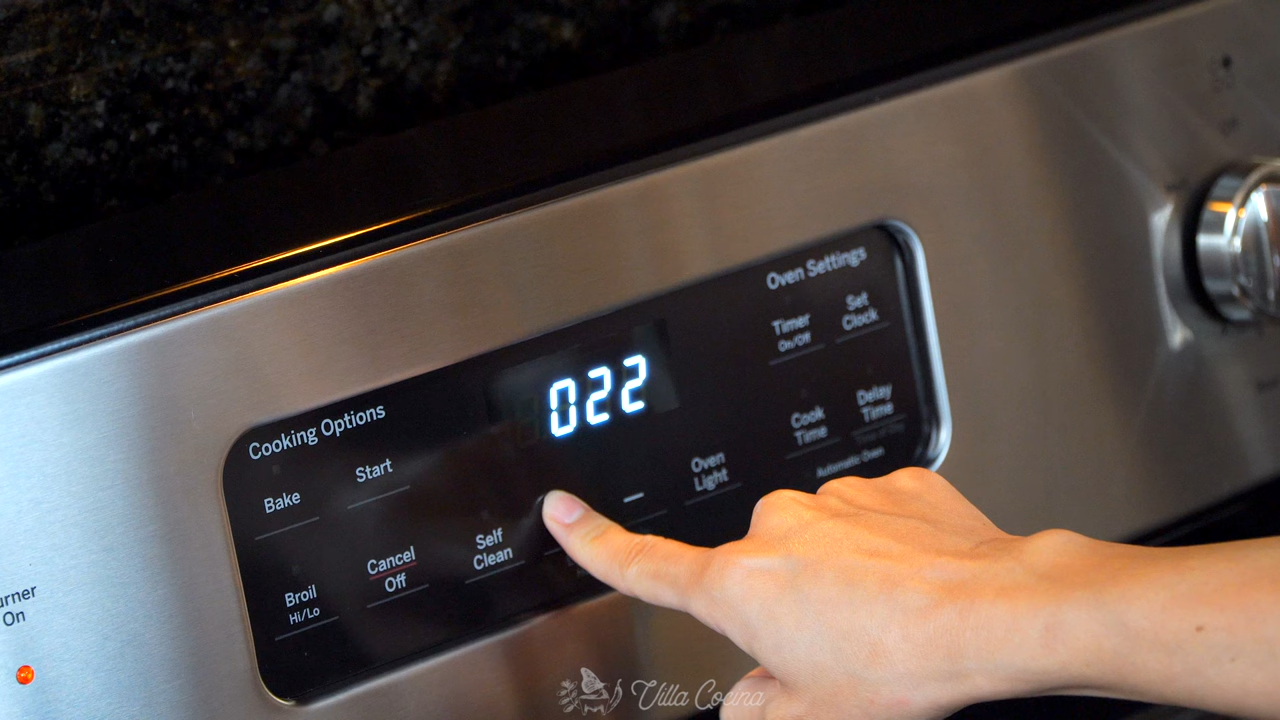 Oven Settings
Timer
On/Off
Set
Clock
022
Cooking Options
Bake
Start
Cook
Time
Delay
Time
Automatic Oven
Oven
Light
Self
Clean
Cancel
Off
Broil
Hi/Lo
On
Villa Cocina